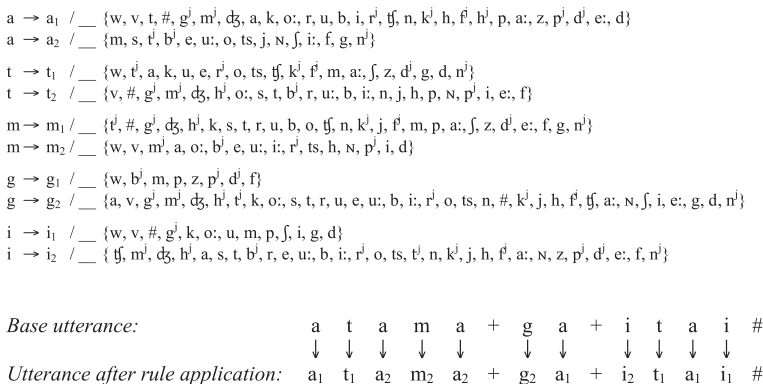 a → a₁ / __ {w, v, t, #, gʲ, mʲ, ʤ, a, k, oː, r, u, b, i, rʲ, ʧ, n, kʲ, h, fʲ, hʲ, p, aː, z, pʲ, dʲ, eː, d}
a → a₂ / __ {m, s, tʲ, bʲ, e, uː, o, ts, j, ɴ, ʃ, iː, f, g, nʲ}
t → t₁ / __ {w, tʲ, a, k, u, e, rʲ, o, ts, ʧ, kʲ, fʲ, m, aː, ʃ, z, dʲ, g, d, nʲ}
t → t₂ / __ {v, #, gʲ, mʲ, ʤ, hʲ, oː, s, t, bʲ, r, uː, b, iː, n, j, h, p, ɴ, pʲ, i, eː, f}
m → m₁ / __ {tʲ, #, gʲ, ʤ, hʲ, k, s, t, r, u, b, o, ʧ, n, kʲ, j, fʲ, m, p, aː, ʃ, z, dʲ, eː, f, g, nʲ}
m → m₂ / __ {w, v, mʲ, a, oː, bʲ, e, uː, iː, rʲ, ts, h, ɴ, pʲ, i, d}
g → g₁ / __ {w, bʲ, m, p, z, pʲ, dʲ, f}
g → g₂ / __ {a, v, gʲ, mʲ, ʤ, hʲ, tʲ, k, oː, s, t, r, u, e, uː, b, iː, rʲ, o, ts, n, #, kʲ, j, h, fʲ, ʧ, aː, ɴ, ʃ, i, eː, g, d, nʲ}
i → i₁ / __ {w, v, #, gʲ, k, oː, u, m, p, ʃ, i, g, d}
i → i₂ / __ { ʧ, mʲ, ʤ, hʲ, a, s, t, bʲ, r, e, uː, b, iː, rʲ, o, ts, tʲ, n, kʲ, j, h, fʲ, aː, ɴ, z, pʲ, dʲ, eː, f, nʲ}
Base utterance: a t a m a + g a + i t a i #
↓ ↓ ↓ ↓ ↓ ↓ ↓ ↓ ↓ ↓ ↓
Utterance after rule application: a₁ t₁ a₂ m₂ a₂ + g₂ a₁ + i₂ t₁ a₁ i₁ #